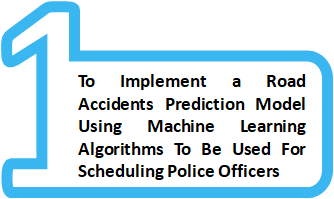 1
To Implement a Road
Accidents Prediction Model
Using Machine Learning
Algorithms To Be Used For
Scheduling Police Officers